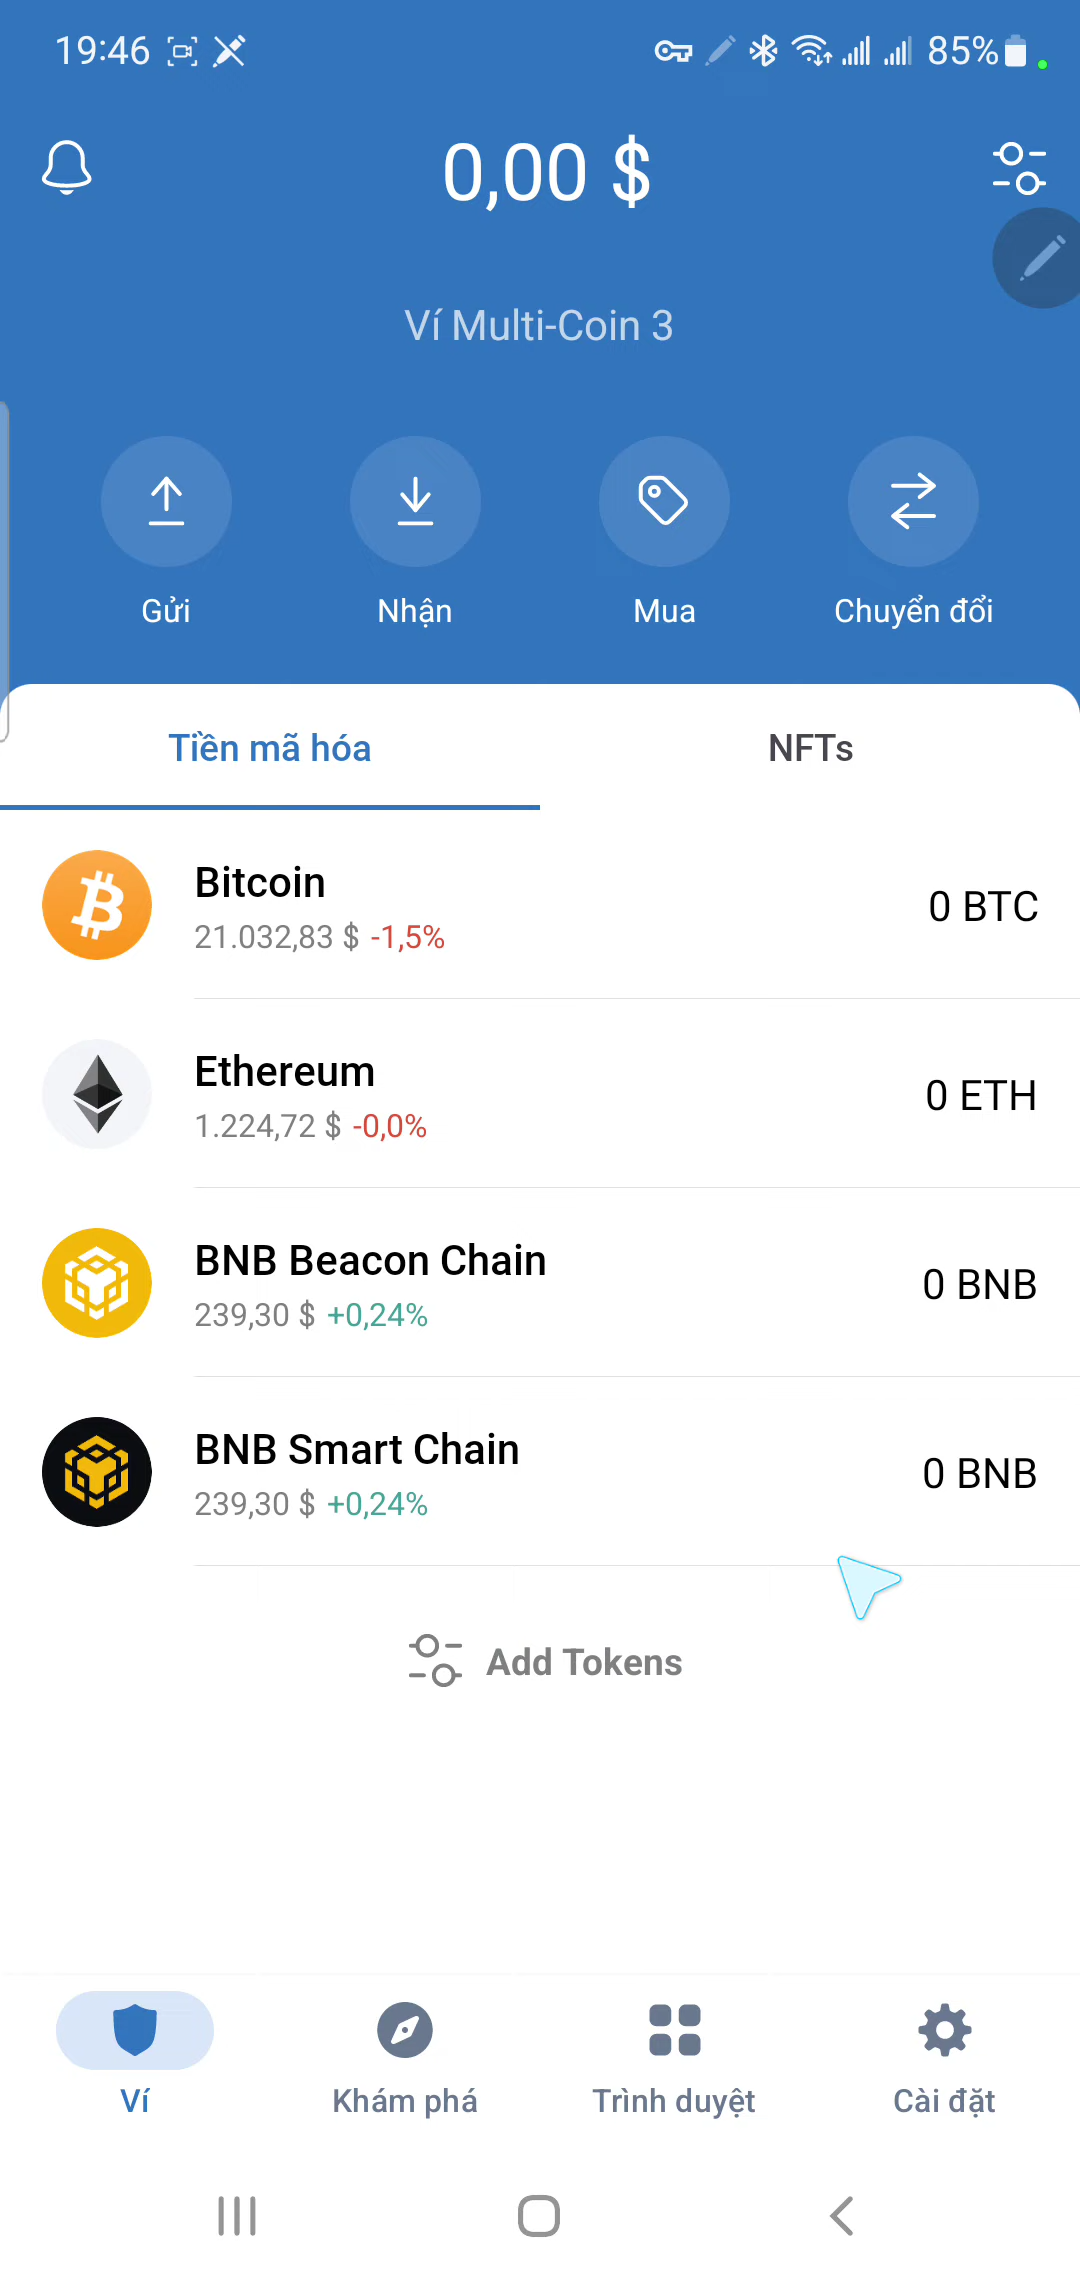 19:46
85%
0,00 $
Ví Multi-Coin 3
Gửi
Nhận
Mua
Chuyển đổi
Tiền mã hóa
NFTs
Bitcoin
21.032,83 $ -1,5%
0 BTC
Ethereum
1.224,72 $ -0,0%
0 ETH
BNB Beacon Chain
239,30 $ +0,24%
0 BNB
BNB Smart Chain
239,30 $ +0,24%
0 BNB
Add Tokens
Ví
Khám phá
Trình duyệt
Cài đặt